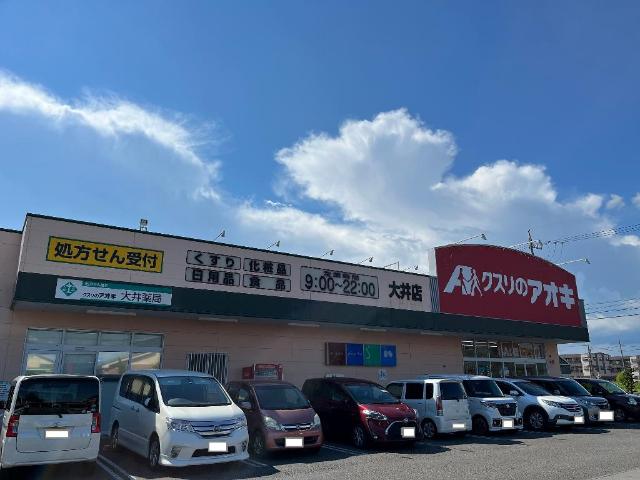 処方せん受付
くすり
化粧品
日用品
食品
営業時間
9:00~22:00
大井店
クスリのアオキ
クスリのアオキ 大井薬局